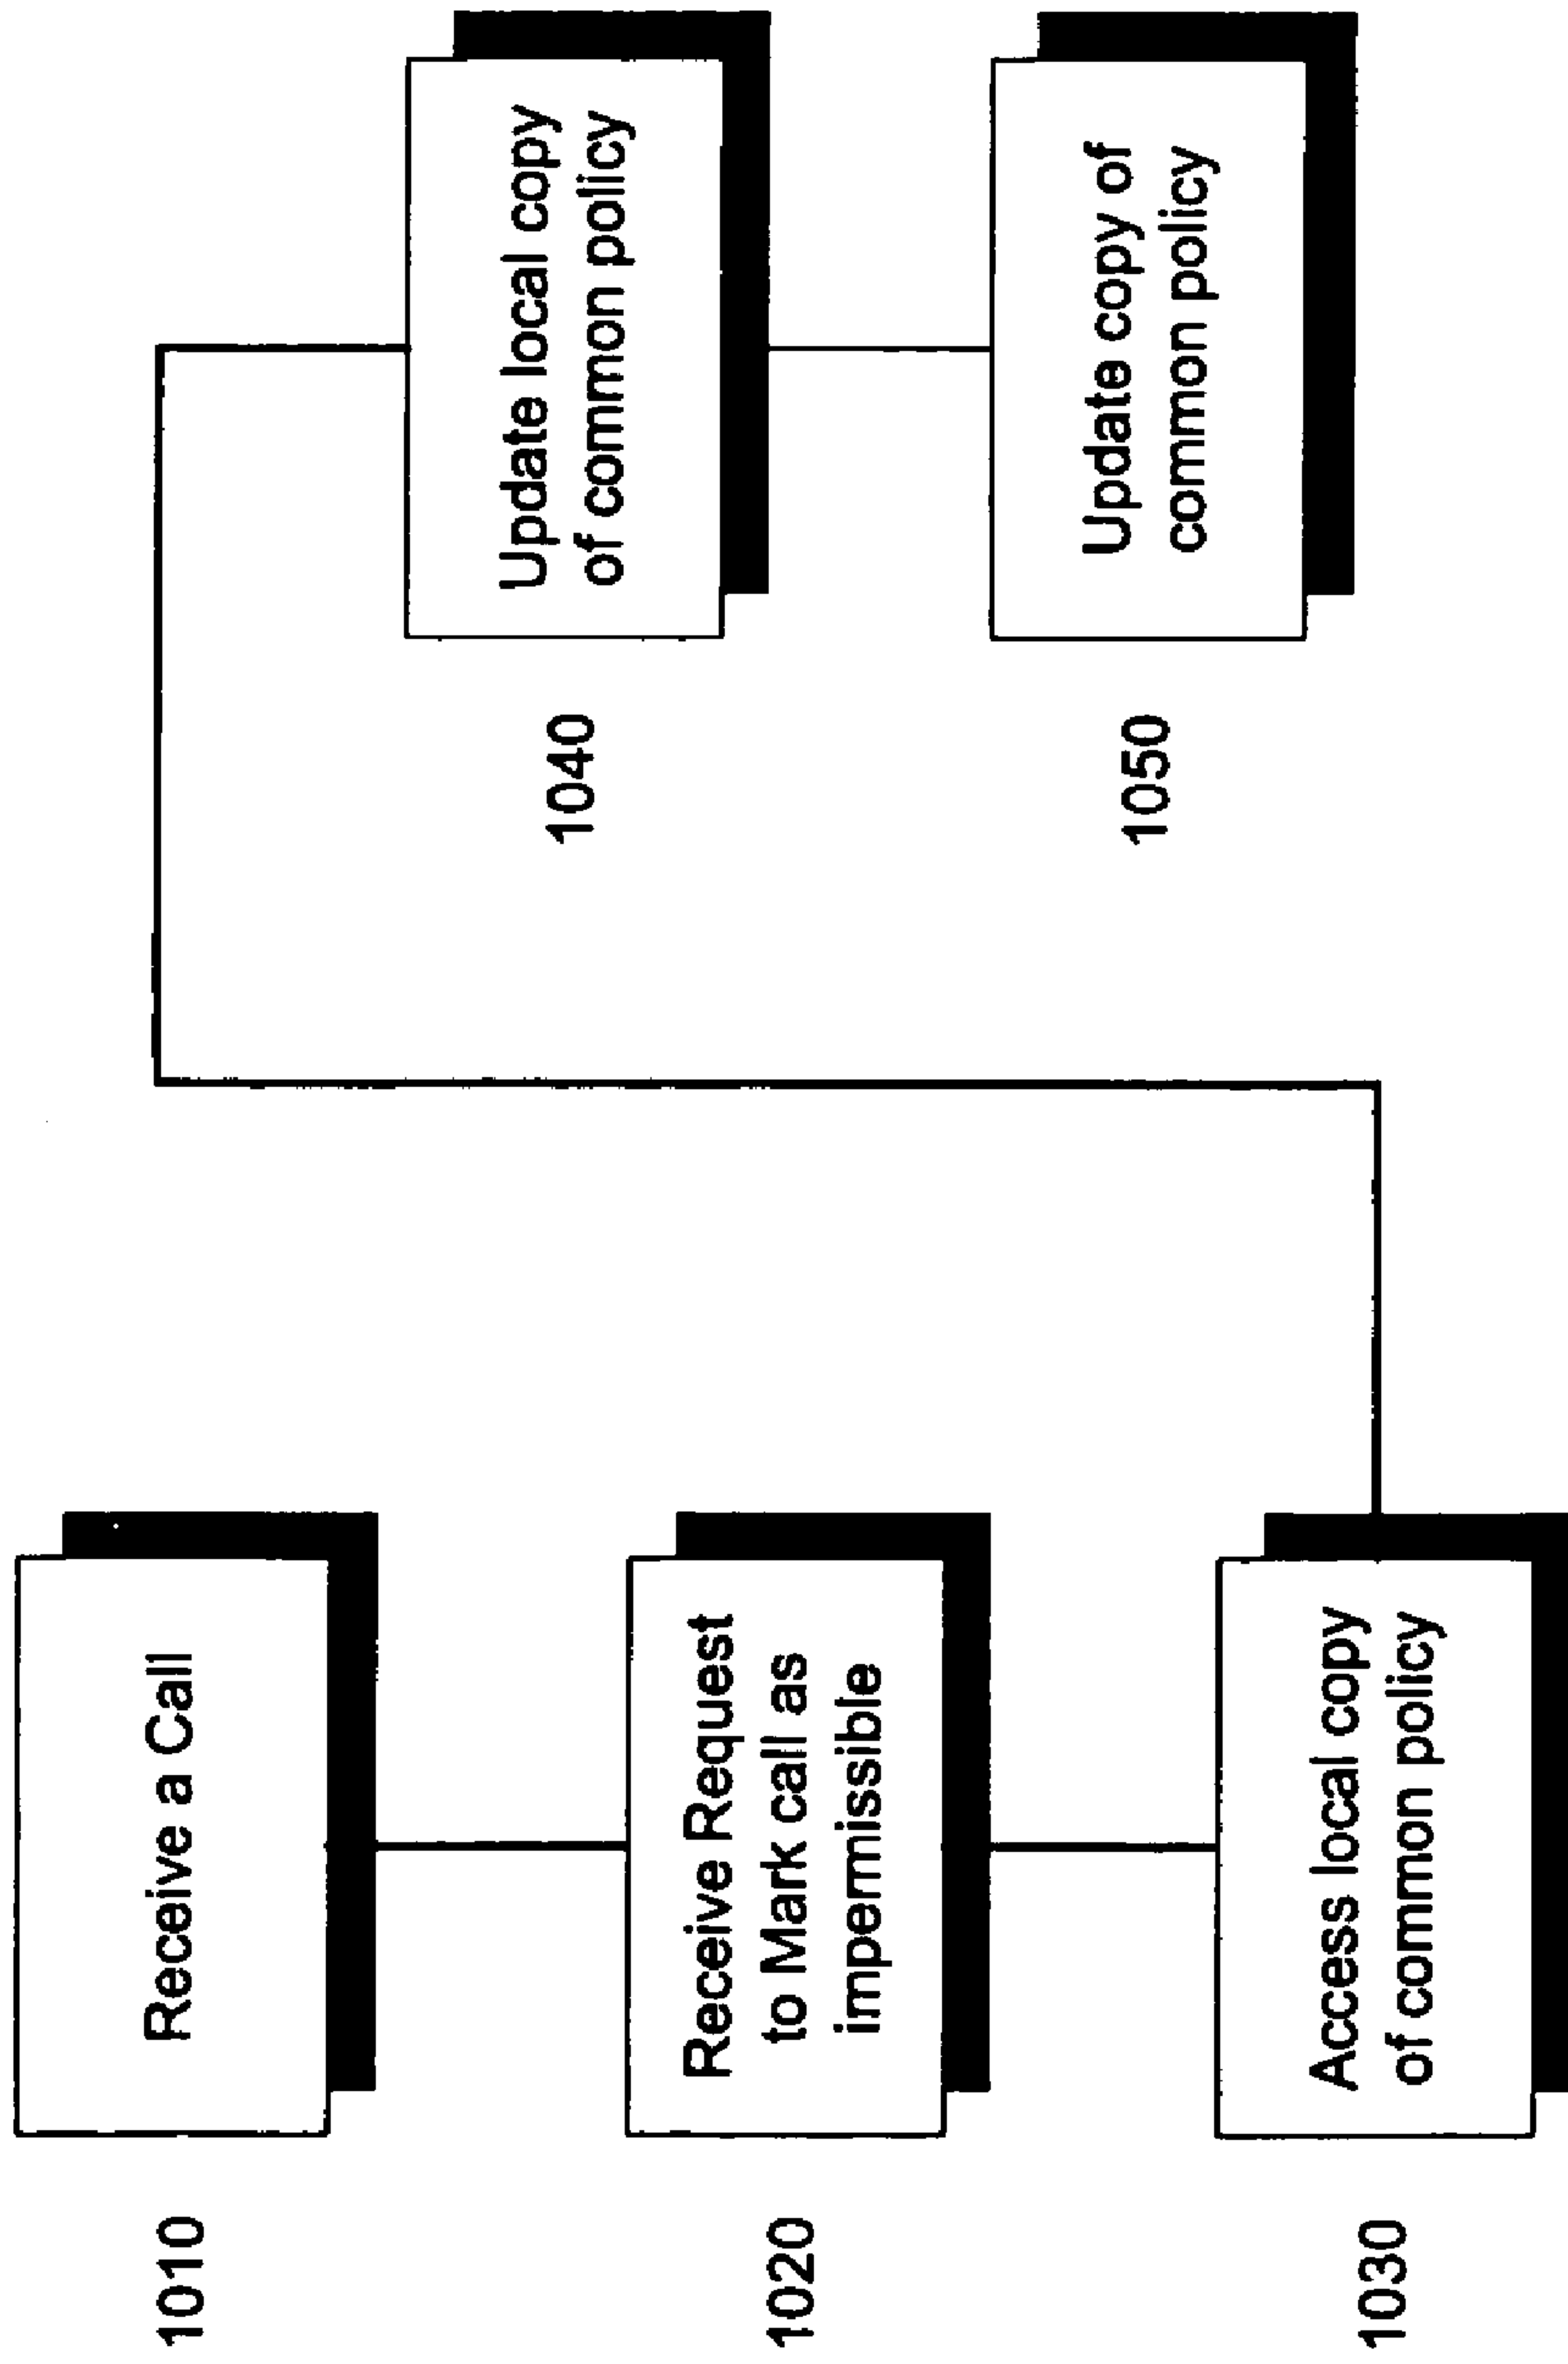 1010
Receive a Call
1020
Receive Request
to Mark call as
impermissible
1030
Access local copy
of common policy
1040
Update local copy
of common policy
1050
Update copy of
common policy